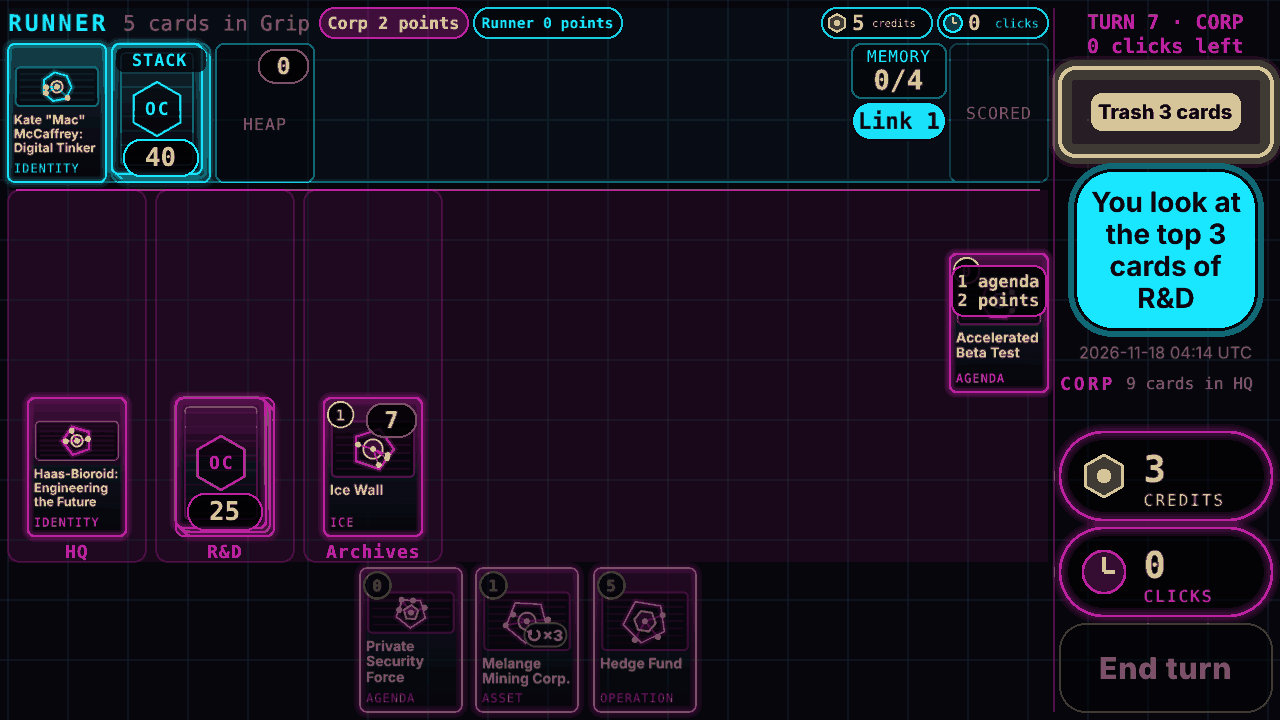 RUNNER 5 cards in Grip Corp 2 points Runner 0 points 5 credits 0 clicks
TURN 7 · CORP
0 clicks left
Trash 3 cards
You look at
the top 3
cards of
R&D
2026-11-18 04:14 UTC
CORP 9 cards in HQ
3
CREDITS
0
CLICKS
End turn
Kate "Mac"
McCaffrey:
Digital Tinker
IDENTITY
STACK
OC
40
0
HEAP
MEMORY
0/4
Link 1
SCORED
1 agenda
2 points
Accelerated
Beta Test
AGENDA
Haas-Bioroid:
Engineering
the Future
IDENTITY
HQ
OC
25
R&D
1
7
Ice Wall
ICE
Archives
0
Private
Security
Force
AGENDA
1
×3
Melange
Mining Corp.
ASSET
5
Hedge Fund
OPERATION